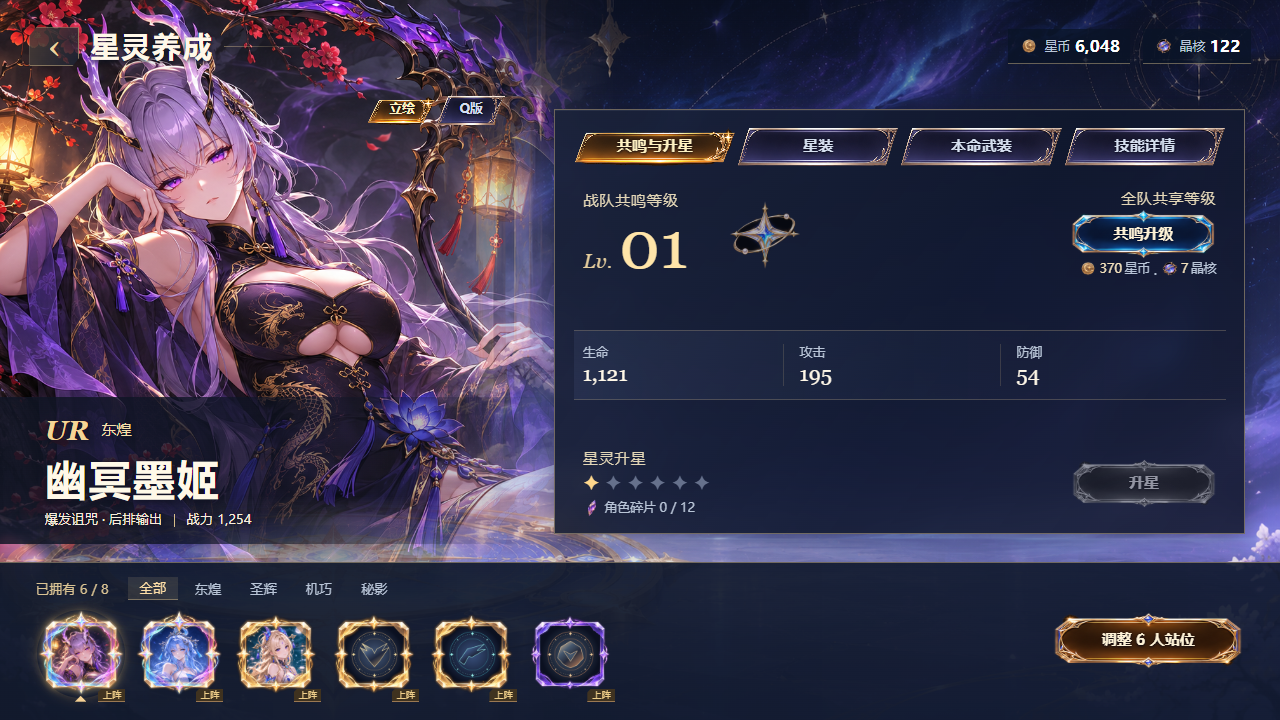 星灵养成
星币 6,048
晶核 122
立绘
Q版
共鸣与升星
星装
本命武装
技能详情
战队共鸣等级
全队共享等级
Lv. 01
共鸣升级
370 星币 . 7 晶核
生命
攻击
防御
1,121
195
54
UR 东煌
幽冥墨姬
爆发诅咒 · 后排输出 | 战力 1,254
星灵升星
升星
角色碎片 0 / 12
已拥有 6 / 8
全部
东煌
圣辉
机巧
秘影
调整 6 人站位
上阵
上阵
上阵
上阵
上阵
上阵